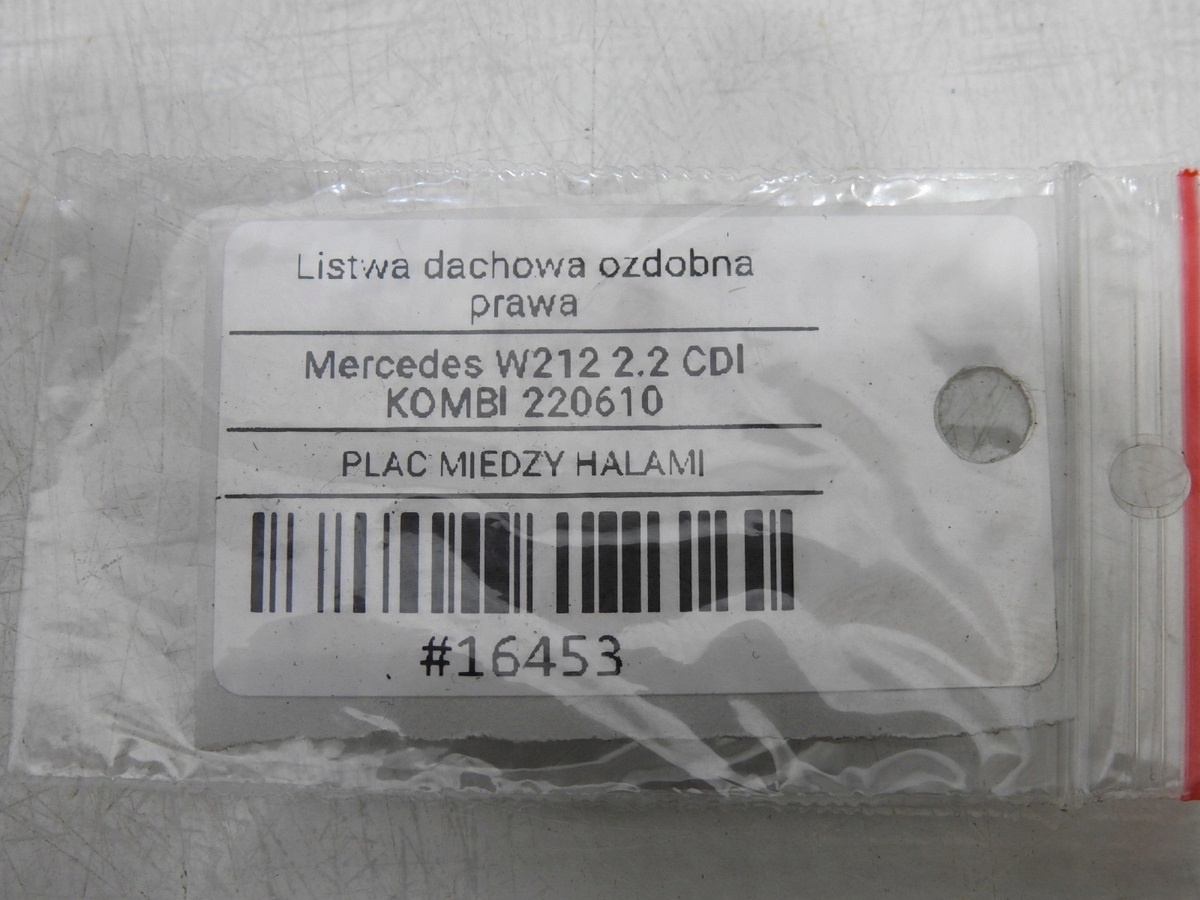 Listwa dachowa ozdobna
prawa
Mercedes W212 2.2 CDI
KOMBI 220610
PLAC MIEDZY HALAMI
#16453